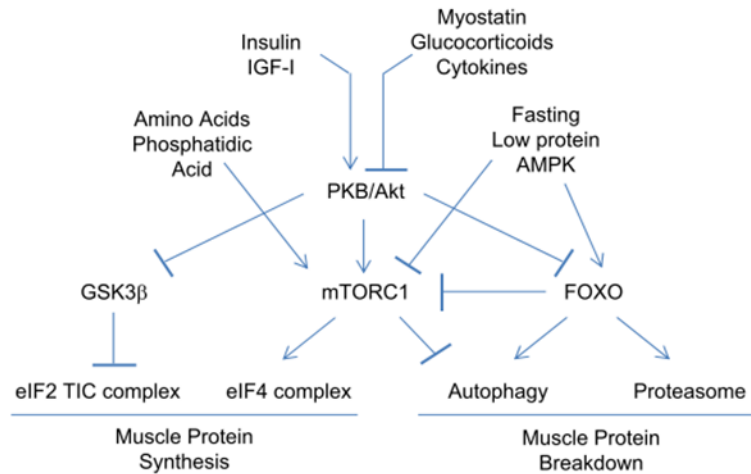 Insulin
IGF-I
Myostatin
Glucocorticoids
Cytokines
Amino Acids
Phosphatidic
Acid
Fasting
Low protein
AMPK
PKB/Akt
GSK3β
mTORC1
FOXO
eIF2 TIC complex
eIF4 complex
Autophagy
Proteasome
Muscle Protein
Synthesis
Muscle Protein
Breakdown